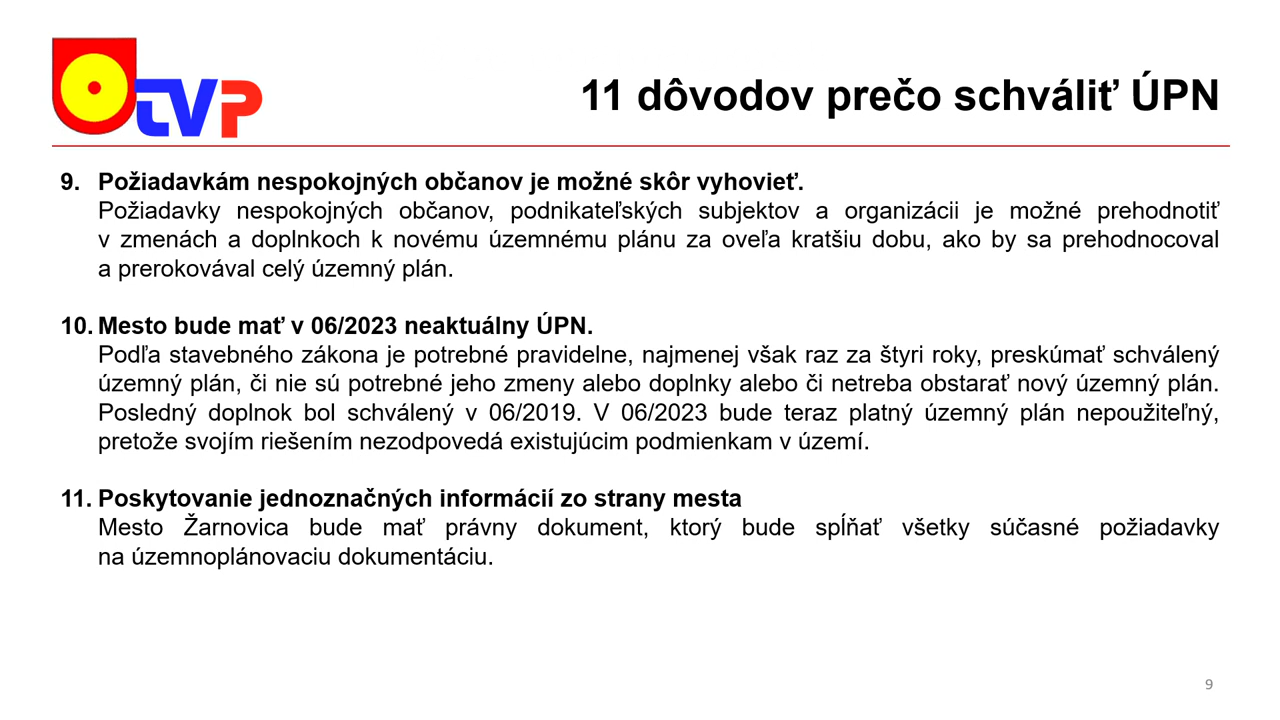 tVP
11 dôvodov prečo schváliť ÚPN
9. Požiadavkám nespokojných občanov je možné skôr vyhovieť.
Požiadavky nespokojných občanov, podnikateľských subjektov a organizácii je možné prehodnotiť
v zmenách a doplnkoch k novému územnému plánu za oveľa kratšiu dobu, ako by sa prehodnocoval
a prerokovával celý územný plán.
10. Mesto bude mať v 06/2023 neaktuálny ÚPN.
Podľa stavebného zákona je potrebné pravidelne, najmenej však raz za štyri roky, preskúmať schválený
územný plán, či nie sú potrebné jeho zmeny alebo doplnky alebo či netreba obstarať nový územný plán.
Posledný doplnok bol schválený v 06/2019. V 06/2023 bude teraz platný územný plán nepoužiteľný,
pretože svojím riešením nezodpovedá existujúcim podmienkam v území.
11. Poskytovanie jednoznačných informácií zo strany mesta
Mesto Žarnovica bude mať právny dokument, ktorý bude spĺňať všetky súčasné požiadavky
na územnoplánovaciu dokumentáciu.
9